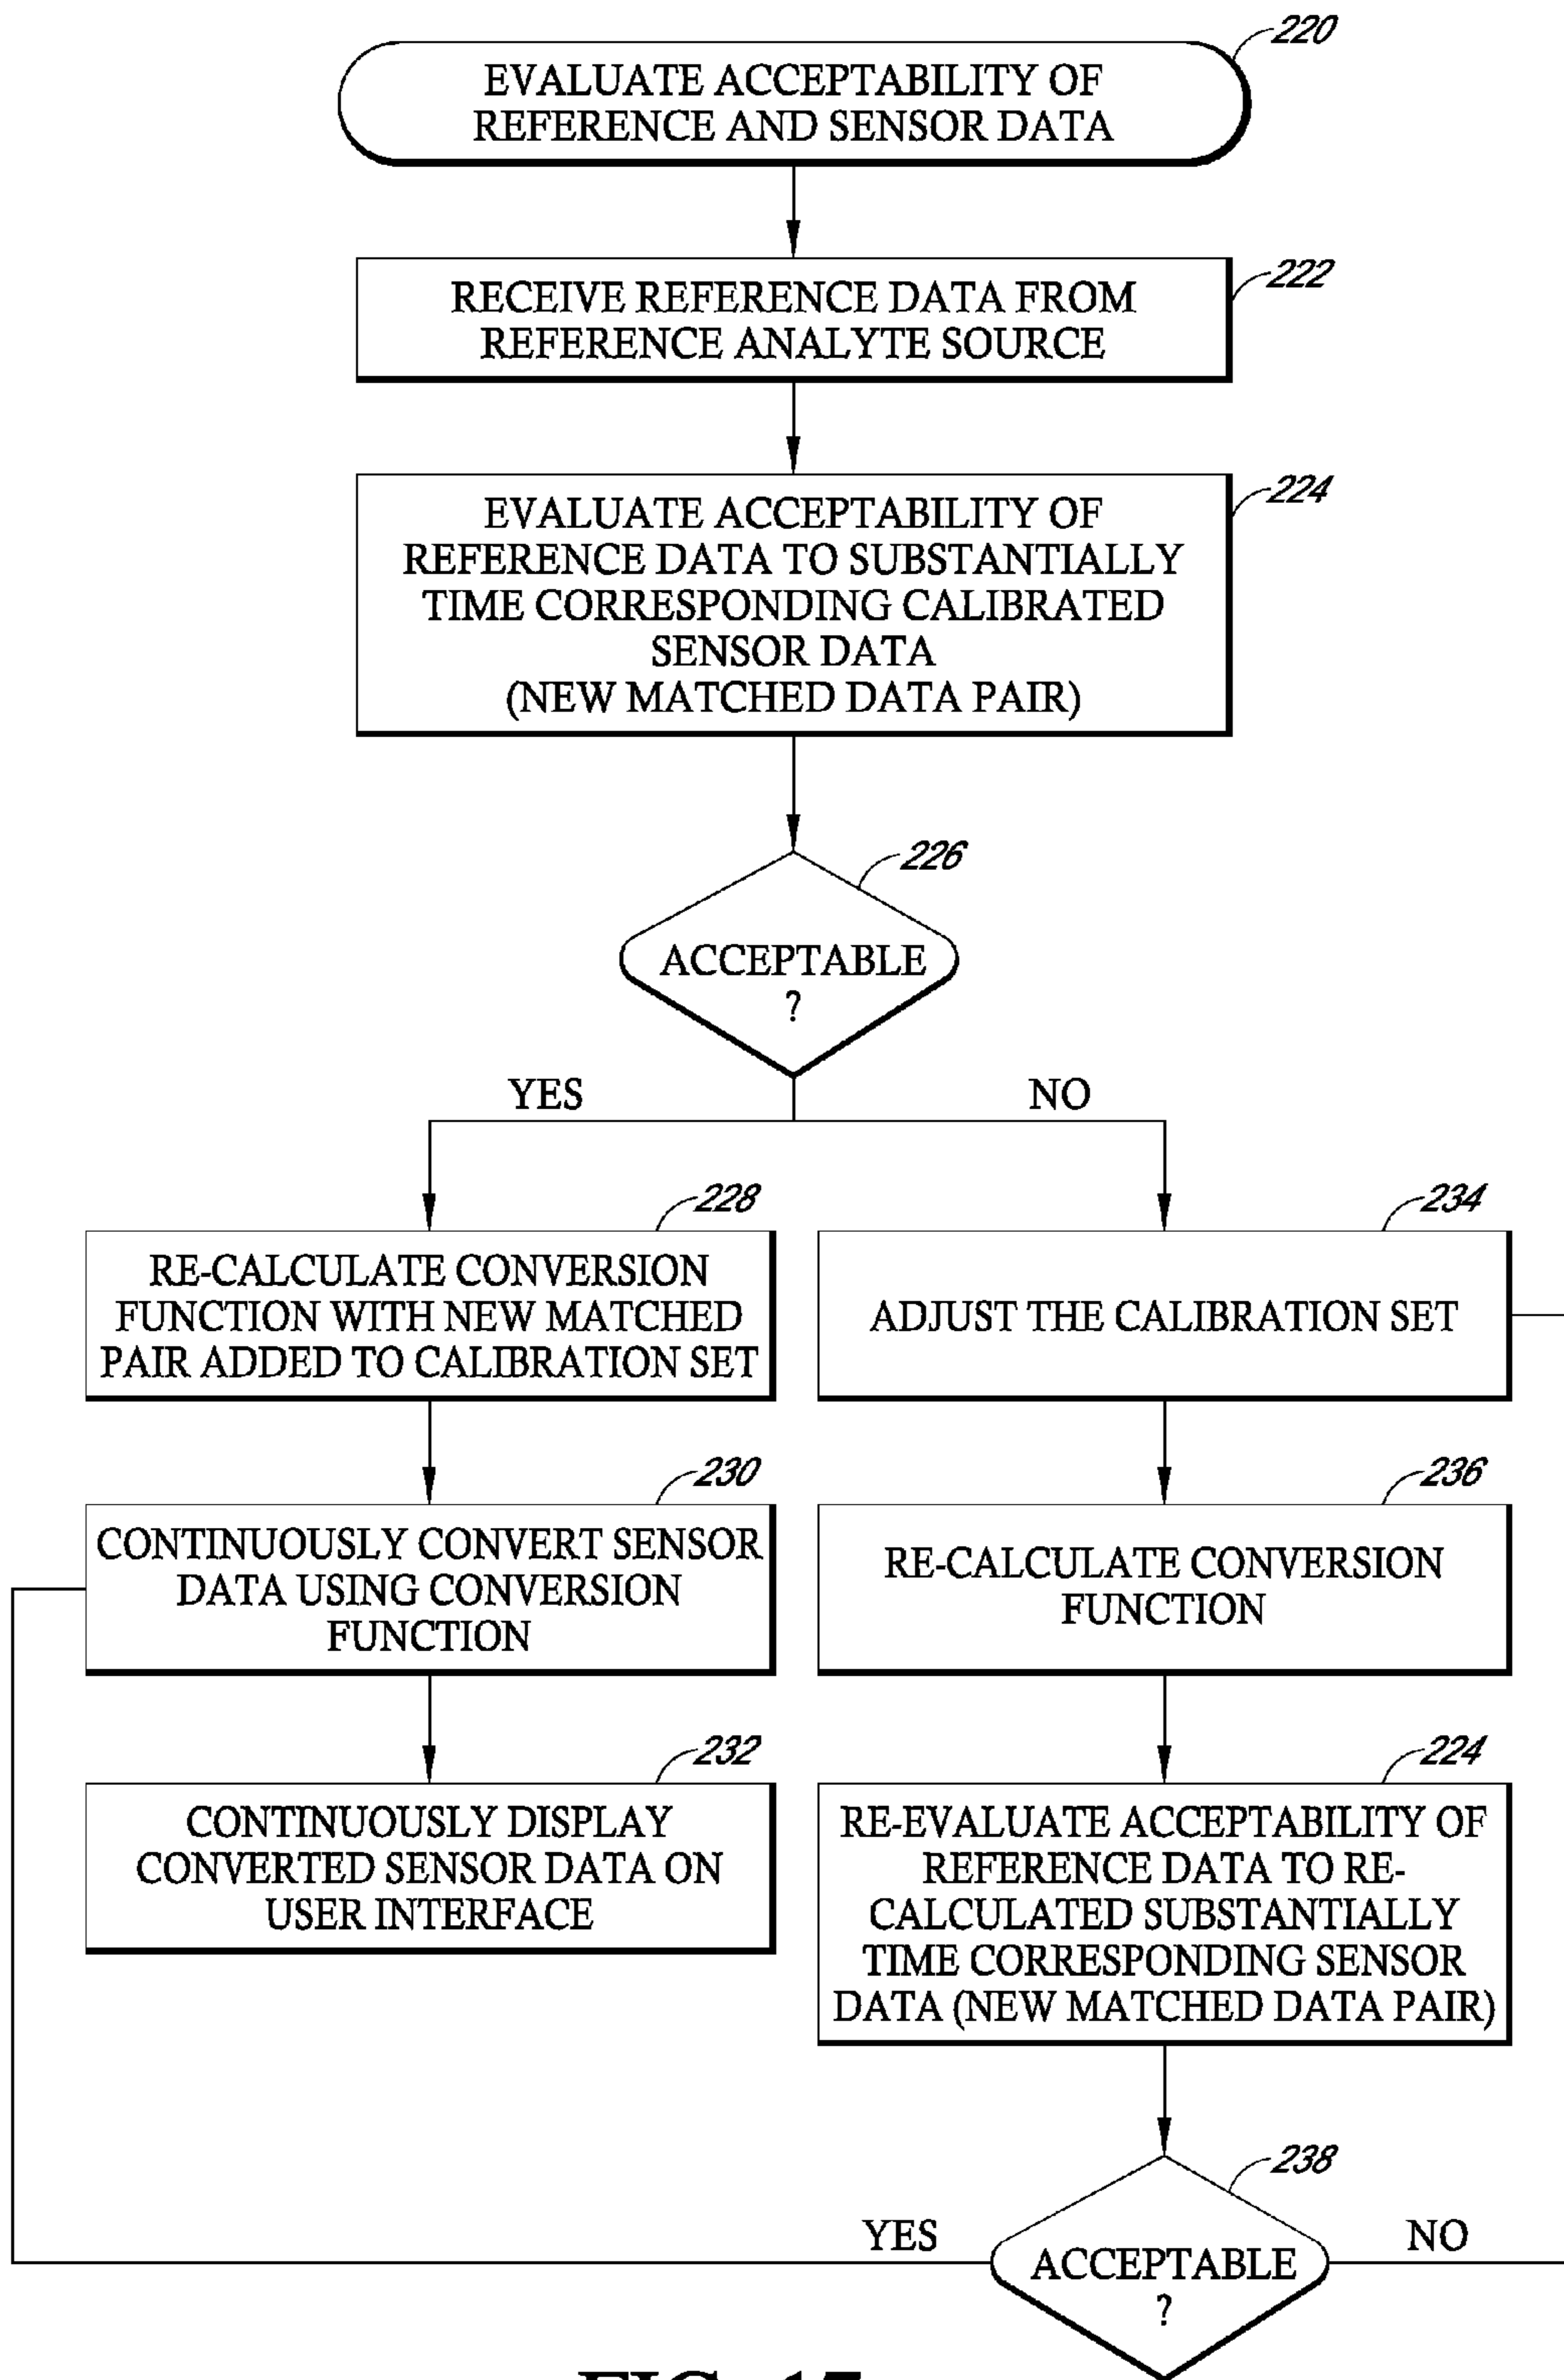 220
EVALUATE ACCEPTABILITY OF
REFERENCE AND SENSOR DATA
222
RECEIVE REFERENCE DATA FROM
REFERENCE ANALYTE SOURCE
224
EVALUATE ACCEPTABILITY OF
REFERENCE DATA TO SUBSTANTIALLY
TIME CORRESPONDING CALIBRATED
SENSOR DATA
(NEW MATCHED DATA PAIR)
226
ACCEPTABLE
?
YES
NO
228
RE-CALCULATE CONVERSION
FUNCTION WITH NEW MATCHED
PAIR ADDED TO CALIBRATION SET
234
ADJUST THE CALIBRATION SET
230
CONTINUOUSLY CONVERT SENSOR
DATA USING CONVERSION
FUNCTION
236
RE-CALCULATE CONVERSION
FUNCTION
232
CONTINUOUSLY DISPLAY
CONVERTED SENSOR DATA ON
USER INTERFACE
224
RE-EVALUATE ACCEPTABILITY OF
REFERENCE DATA TO RE-
CALCULATED SUBSTANTIALLY
TIME CORRESPONDING SENSOR
DATA (NEW MATCHED DATA PAIR)
238
YES
ACCEPTABLE
?
NO